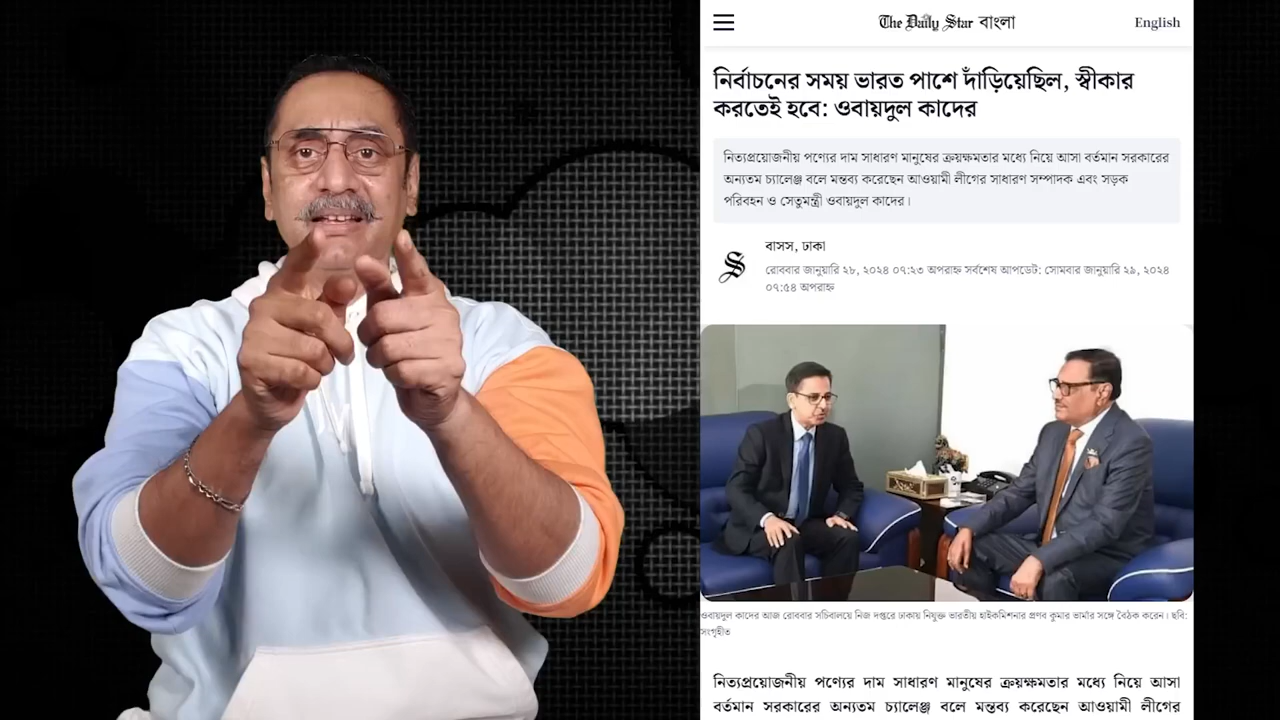 The Daily Star বাংলা
English
নির্বাচনের সময় ভারত পাশে দাঁড়িয়েছিল, স্বীকার
করতেই হবে: ওবায়দুল কাদের
নিত্যপ্রয়োজনীয় পণ্যের দাম সাধারণ মানুষের ক্রয়ক্ষমতার মধ্যে নিয়ে আসা বর্তমান সরকারের
অন্যতম চ্যালেঞ্জ বলে মন্তব্য করেছেন আওয়ামী লীগের সাধারণ সম্পাদক এবং সড়ক
পরিবহন ও সেতুমন্ত্রী ওবায়দুল কাদের।
বাসস, ঢাকা
রোববার জানুয়ারি ২৮, ২০২৪ ০৭:২৩ অপরাহ্ন সর্বশেষ আপডেট: সোমবার জানুয়ারি ২৯, ২০২৪
০৭:৫৪ অপরাহ্ন
ওবায়দুল কাদের আজ রোববার সচিবালয়ে নিজ দপ্তরে ঢাকায় নিযুক্ত ভারতীয় হাইকমিশনার প্রণব কুমার ভার্মার সঙ্গে বৈঠক করেন। ছবি:
সংগৃহীত
নিত্যপ্রয়োজনীয় পণ্যের দাম সাধারণ মানুষের ক্রয়ক্ষমতার মধ্যে নিয়ে আসা
বর্তমান সরকারের অন্যতম চ্যালেঞ্জ বলে মন্তব্য করেছেন আওয়ামী লীগের